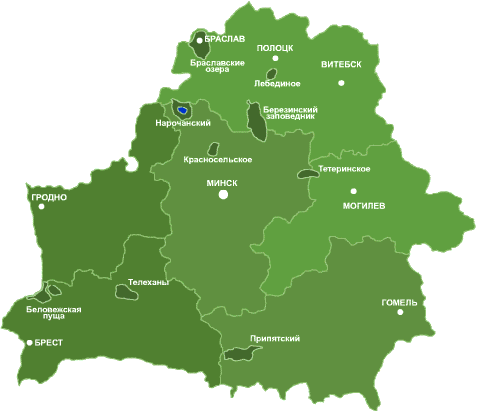 БРАСЛАВ
ПОЛОЦК
Браславские
озера
ВИТЕБСК
Лебединое
Березинский
заповедник
Нарочанский
Красносельское
Тетеринское
МИНСК
ГРОДНО
МОГИЛЕВ
Телеханы
Беловежская
пуща
ГОМЕЛЬ
Припятский
БРЕСТ